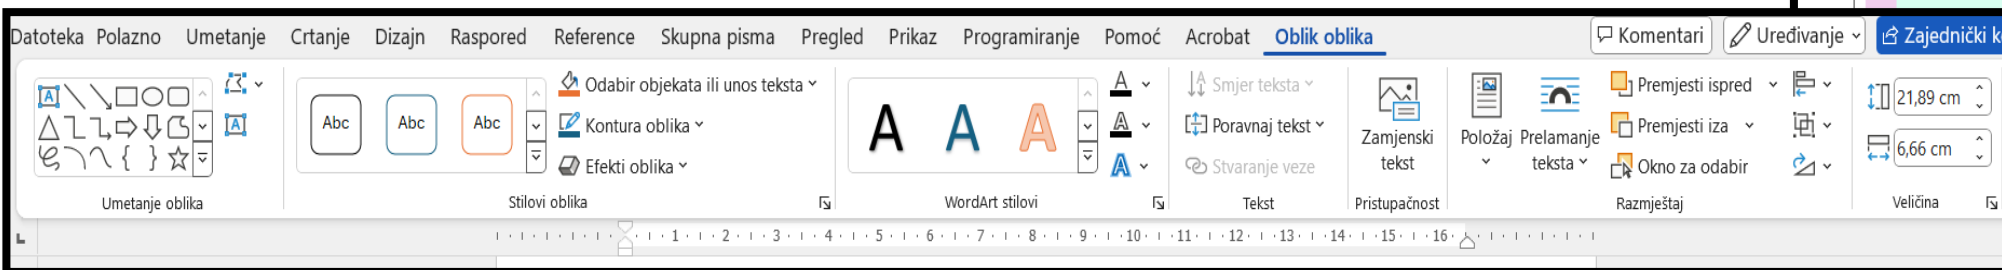 Datoteka Polazno Umetanje Crtanje Dizajn Raspored Reference Skupna pisma Pregled Prikaz Programiranje Pomoć Acrobat Oblik oblika Komentari Uređivanje Zajednički k
A
A
Umetanje oblika
Abc Abc Abc
Odabir objekata ili unos teksta
Kontura oblika
Efekti oblika
Stilovi oblika
A A A
A
A
A
WordArt stilovi
Smjer teksta
Poravnaj tekst
Stvaranje veze
Tekst
Zamjenski
tekst
Pristupačnost
Položaj
Prelamanje
teksta
Premjesti ispred
Premjesti iza
Okno za odabir
Razmještaj
21,89 cm
6,66 cm
Veličina
1 2 3 4 5 6 7 8 9 10 11 12 13 14 15 16